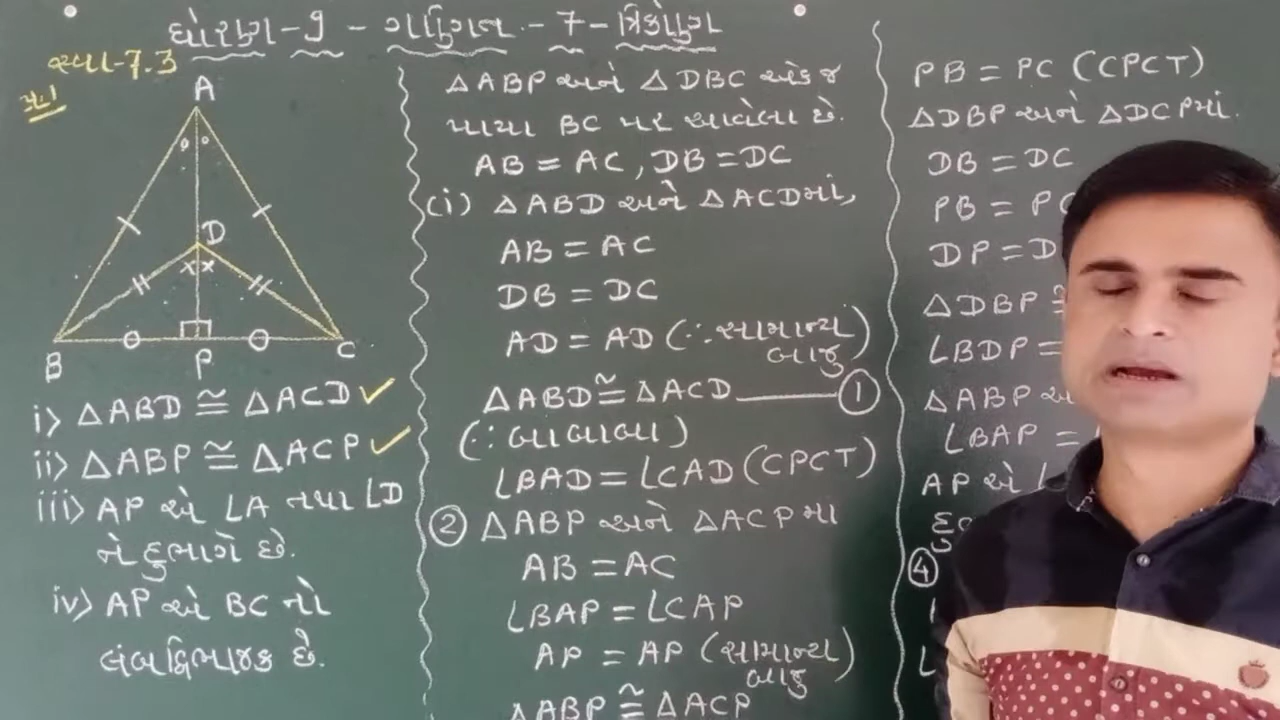 ધોરણ-9 - ગણિત - 7 - ત્રિકોણ
સ્વા-7.3
પ્ર.1
A
D
B
P
C
i) △ABD ≅ △ACD ✓
ii) △ABP ≅ △ACP ✓
iii) AP એ ∠A તથા ∠D
ને દુભાગે છે.
iv) AP એ BC નો
લંબદ્વિભાજક છે.
△ABP અને △DBC એક જ
પાયા BC પર આવેલા છે.
AB = AC, DB = DC
(i) △ABD અને △ACDમાં,
AB = AC
DB = DC
AD = AD (∵ સામાન્ય
બાજુ)
△ABD ≅ △ACD ——— ①
(∵ બાબાબા)
∠BAD = ∠CAD (CPCT)
② △ABP અને △ACPમા
AB = AC
∠BAP = ∠CAP
AP = AP (સામાન્ય
બાજુ)
△ABP ≅ △ACP
PB = PC (CPCT)
△DBP અને △DCPમાં.
DB = DC
PB = PC
DP = D
△DBP ≅
∠BDP =
△ABP અ
∠BAP =
AP એ ∠
દુ
④